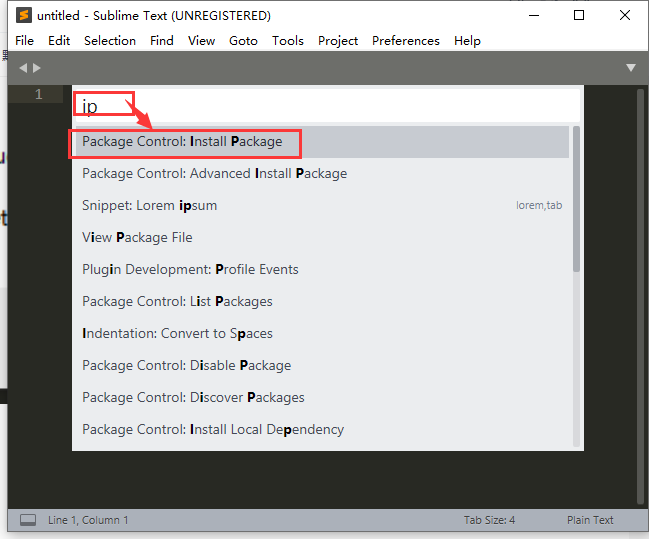 untitled - Sublime Text (UNREGISTERED)
File Edit Selection Find View Goto Tools Project Preferences Help
1
ip
Package Control: Install Package
Package Control: Advanced Install Package
Snippet: Lorem ipsum lorem,tab
View Package File
Plugin Development: Profile Events
Package Control: List Packages
Indentation: Convert to Spaces
Package Control: Disable Package
Package Control: Discover Packages
Package Control: Install Local Dependency
Line 1, Column 1 Tab Size: 4 Plain Text